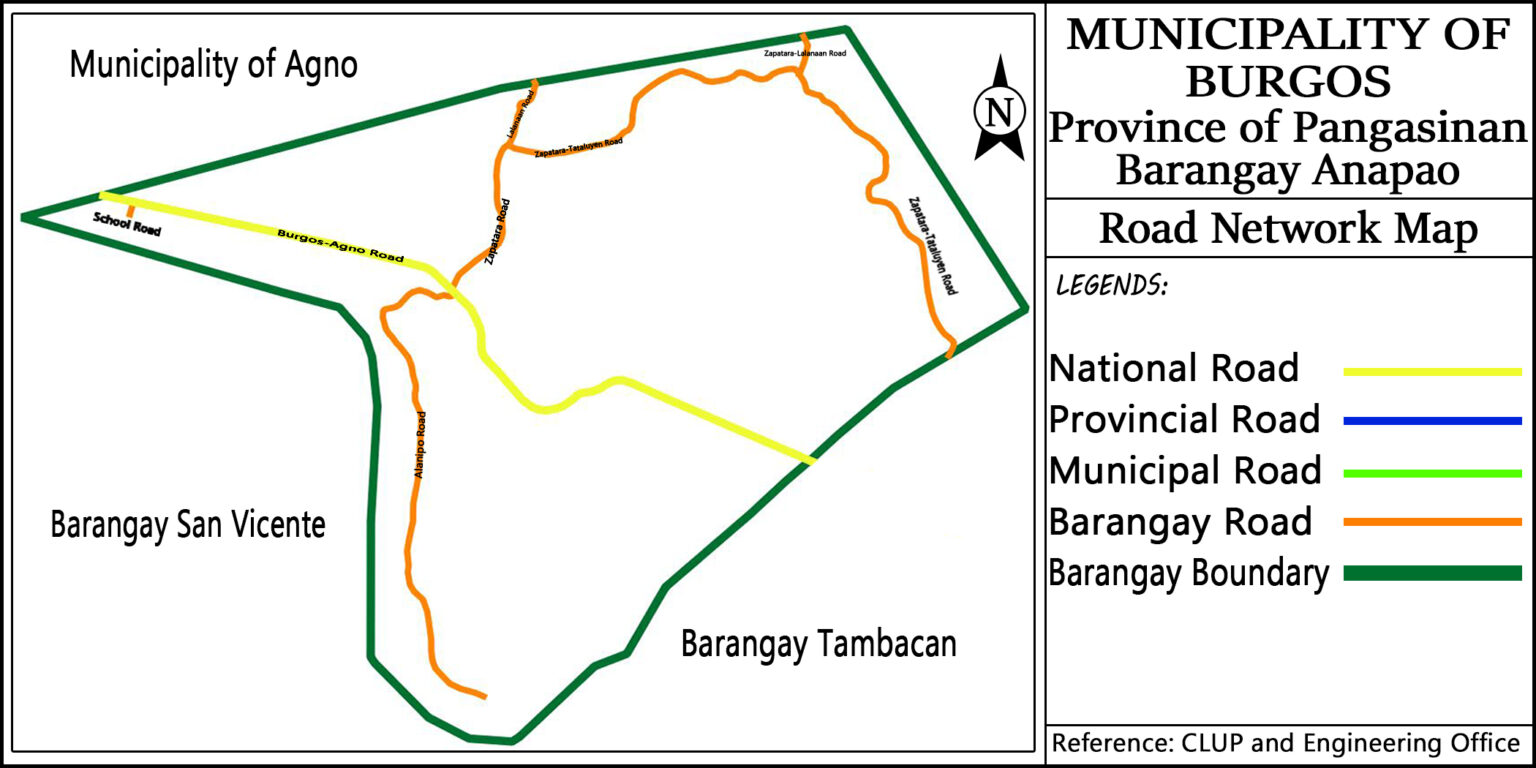 Municipality of Agno
Zapatara-Lalanaan Road
Lalanaan Road
Zapatara-Tataluyen Road
N
School Road
Burgos-Agno Road
Zapatara Road
Zapatara-Tataluyen Road
Alanipo Road
Barangay San Vicente
Barangay Tambacan
MUNICIPALITY OF
BURGOS
Province of Pangasinan
Barangay Anapao
Road Network Map
LEGENDS:
National Road
Provincial Road
Municipal Road
Barangay Road
Barangay Boundary
Reference: CLUP and Engineering Office